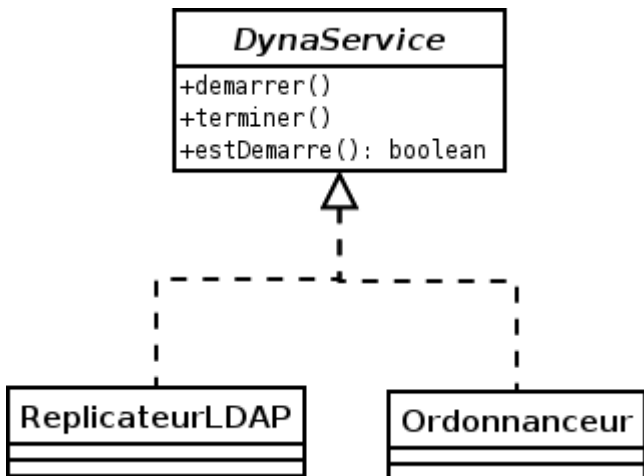 DynaService
+demarrer()
+terminer()
+estDemarre(): boolean
ReplicateurLDAP
Ordonnanceur